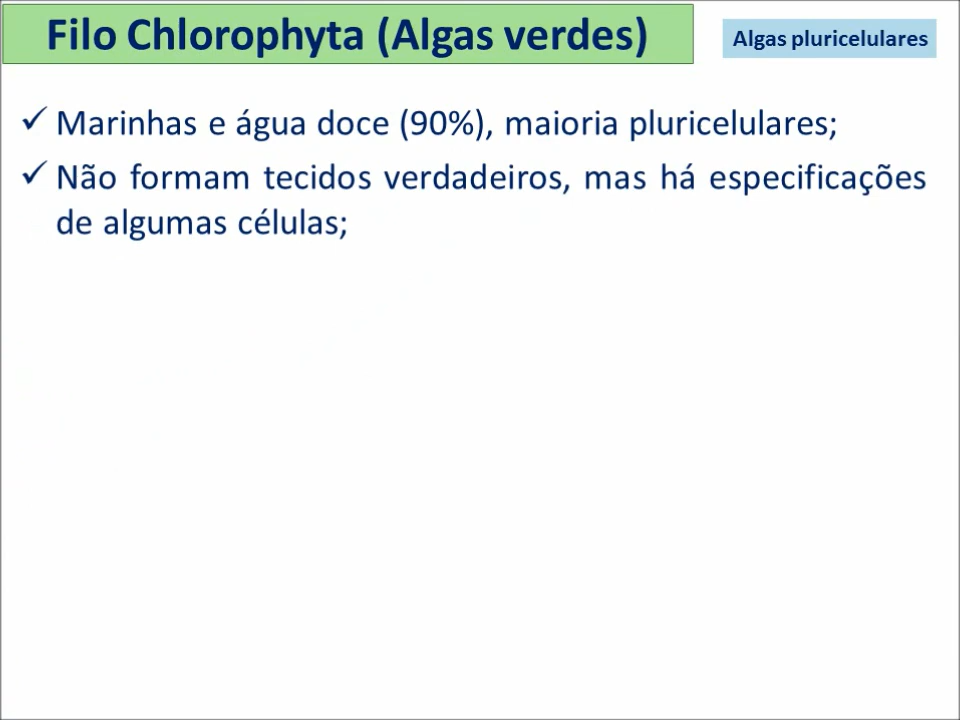 Filo Chlorophyta (Algas verdes)
Algas pluricelulares
✓ Marinhas e água doce (90%), maioria pluricelulares;
✓ Não formam tecidos verdadeiros, mas há especificações
de algumas células;